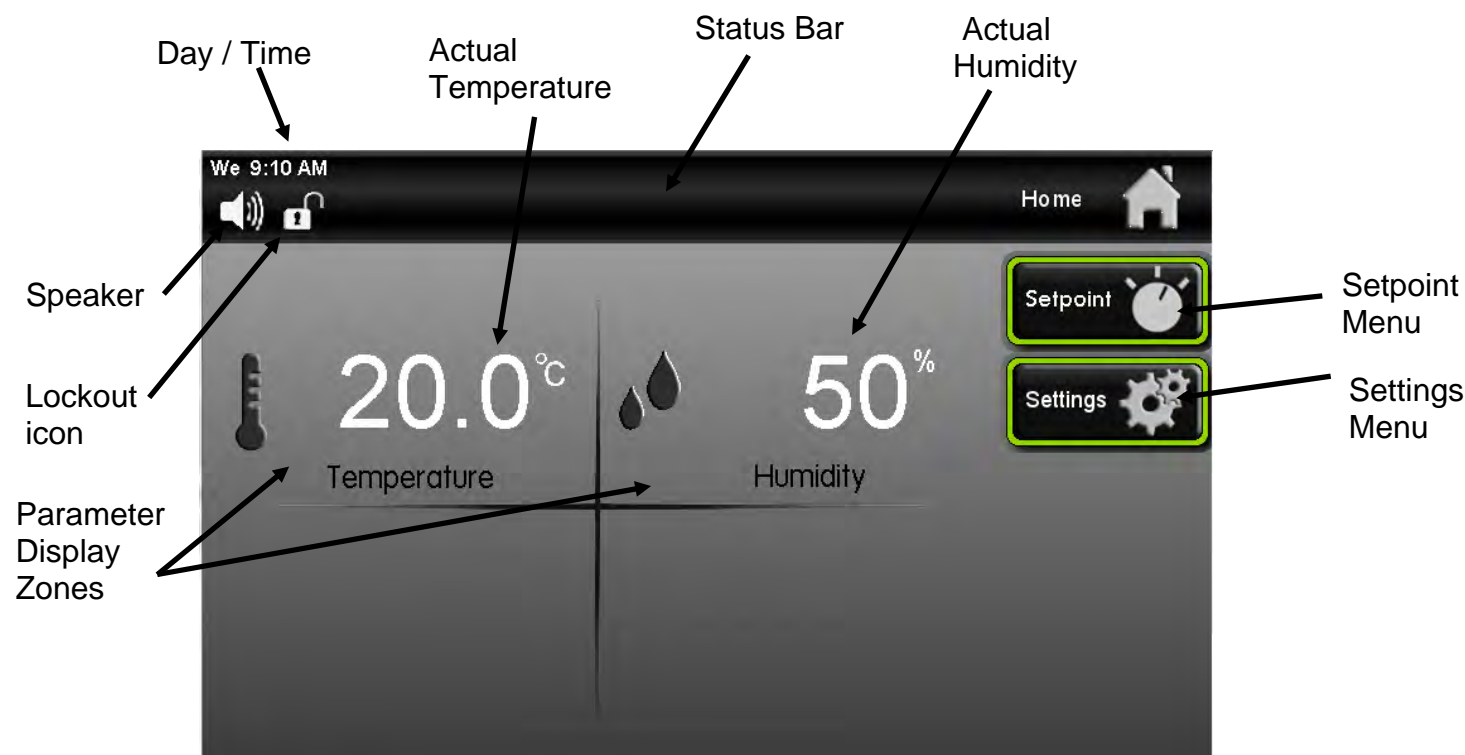 Status Bar
Actual
Humidity
Day / Time
Actual
Temperature
We 9:10 AM
Home
Speaker
Setpoint
Setpoint
Menu
20.0°C
50%
Lockout
icon
Settings
Settings
Menu
Temperature
Humidity
Parameter
Display
Zones